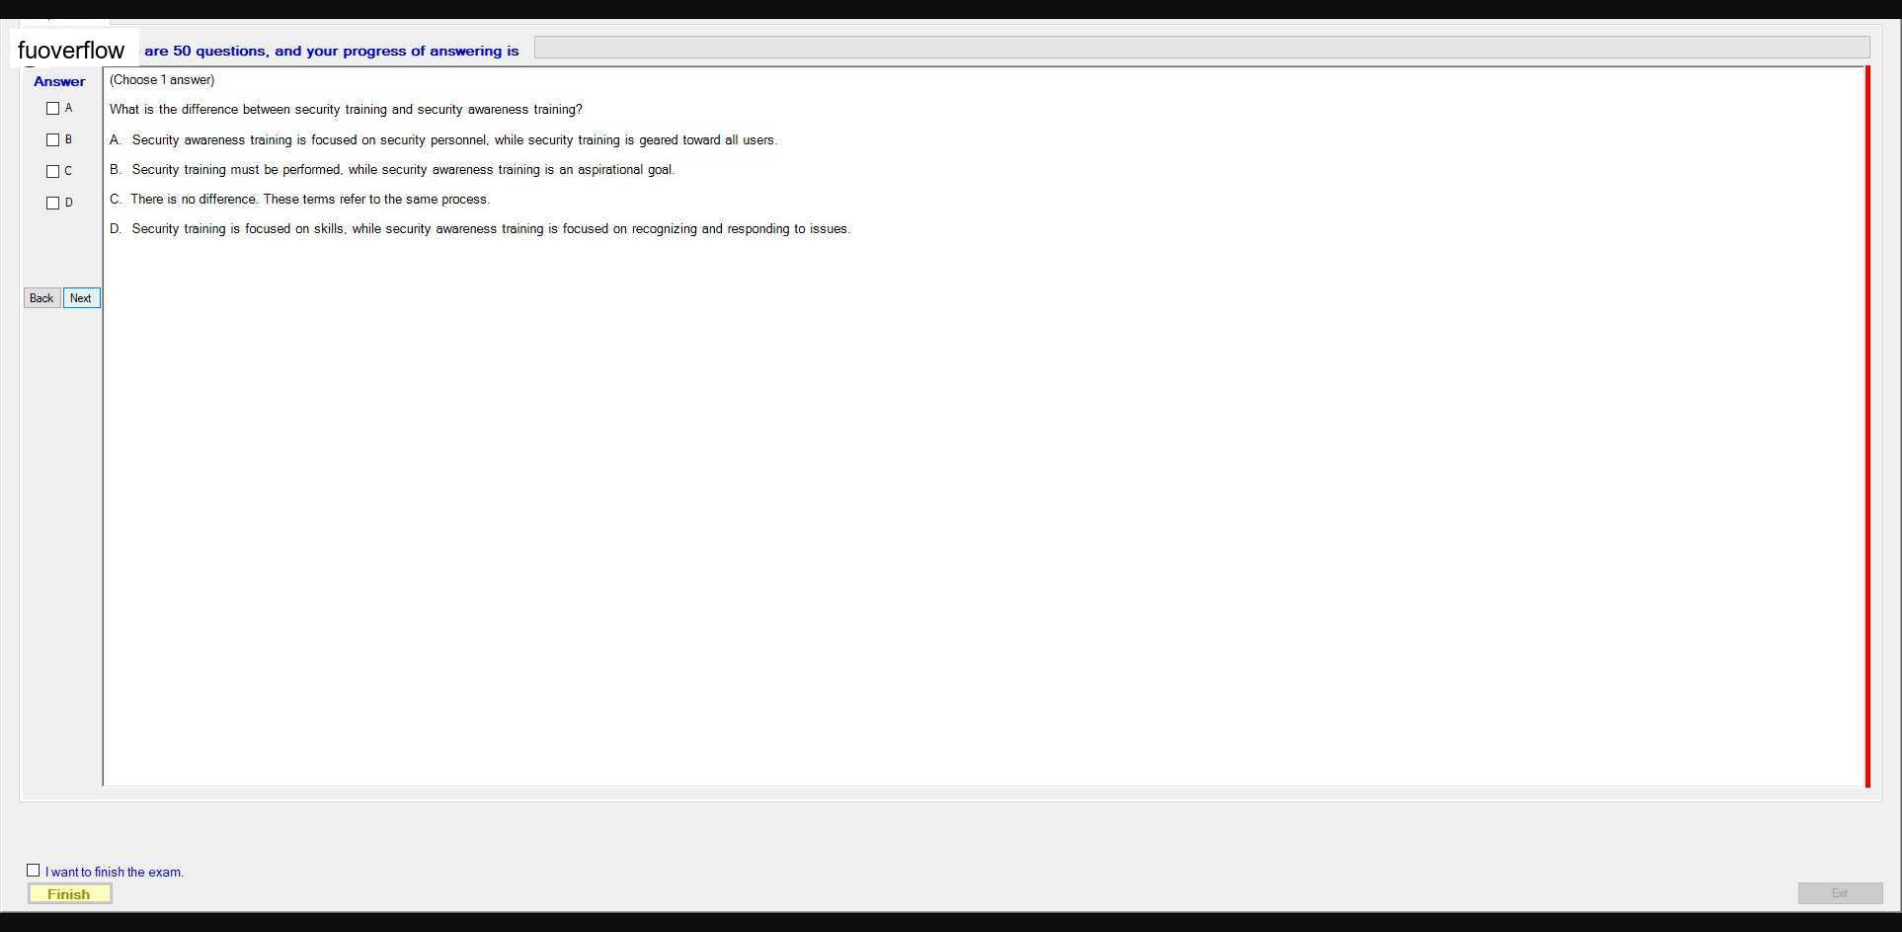 fuoverflow are 50 questions, and your progress of answering is
Answer
(Choose 1 answer)
A
What is the difference between security training and security awareness training?
B
A. Security awareness training is focused on security personnel, while security training is geared toward all users.
C
B. Security training must be performed, while security awareness training is an aspirational goal.
D
C. There is no difference. These terms refer to the same process.
D. Security training is focused on skills, while security awareness training is focused on recognizing and responding to issues.
Back Next
I want to finish the exam.
Finish
Exit